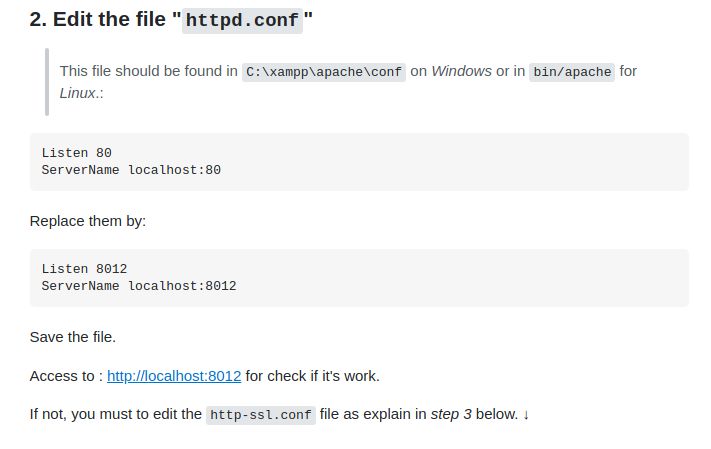 2. Edit the file "httpd.conf"
This file should be found in C:\xampp\apache\conf on Windows or in bin/apache for
Linux.:
Listen 80
ServerName localhost:80
Replace them by:
Listen 8012
ServerName localhost:8012
Save the file.
Access to : http://localhost:8012 for check if it's work.
If not, you must to edit the http-ssl.conf file as explain in step 3 below. ↓